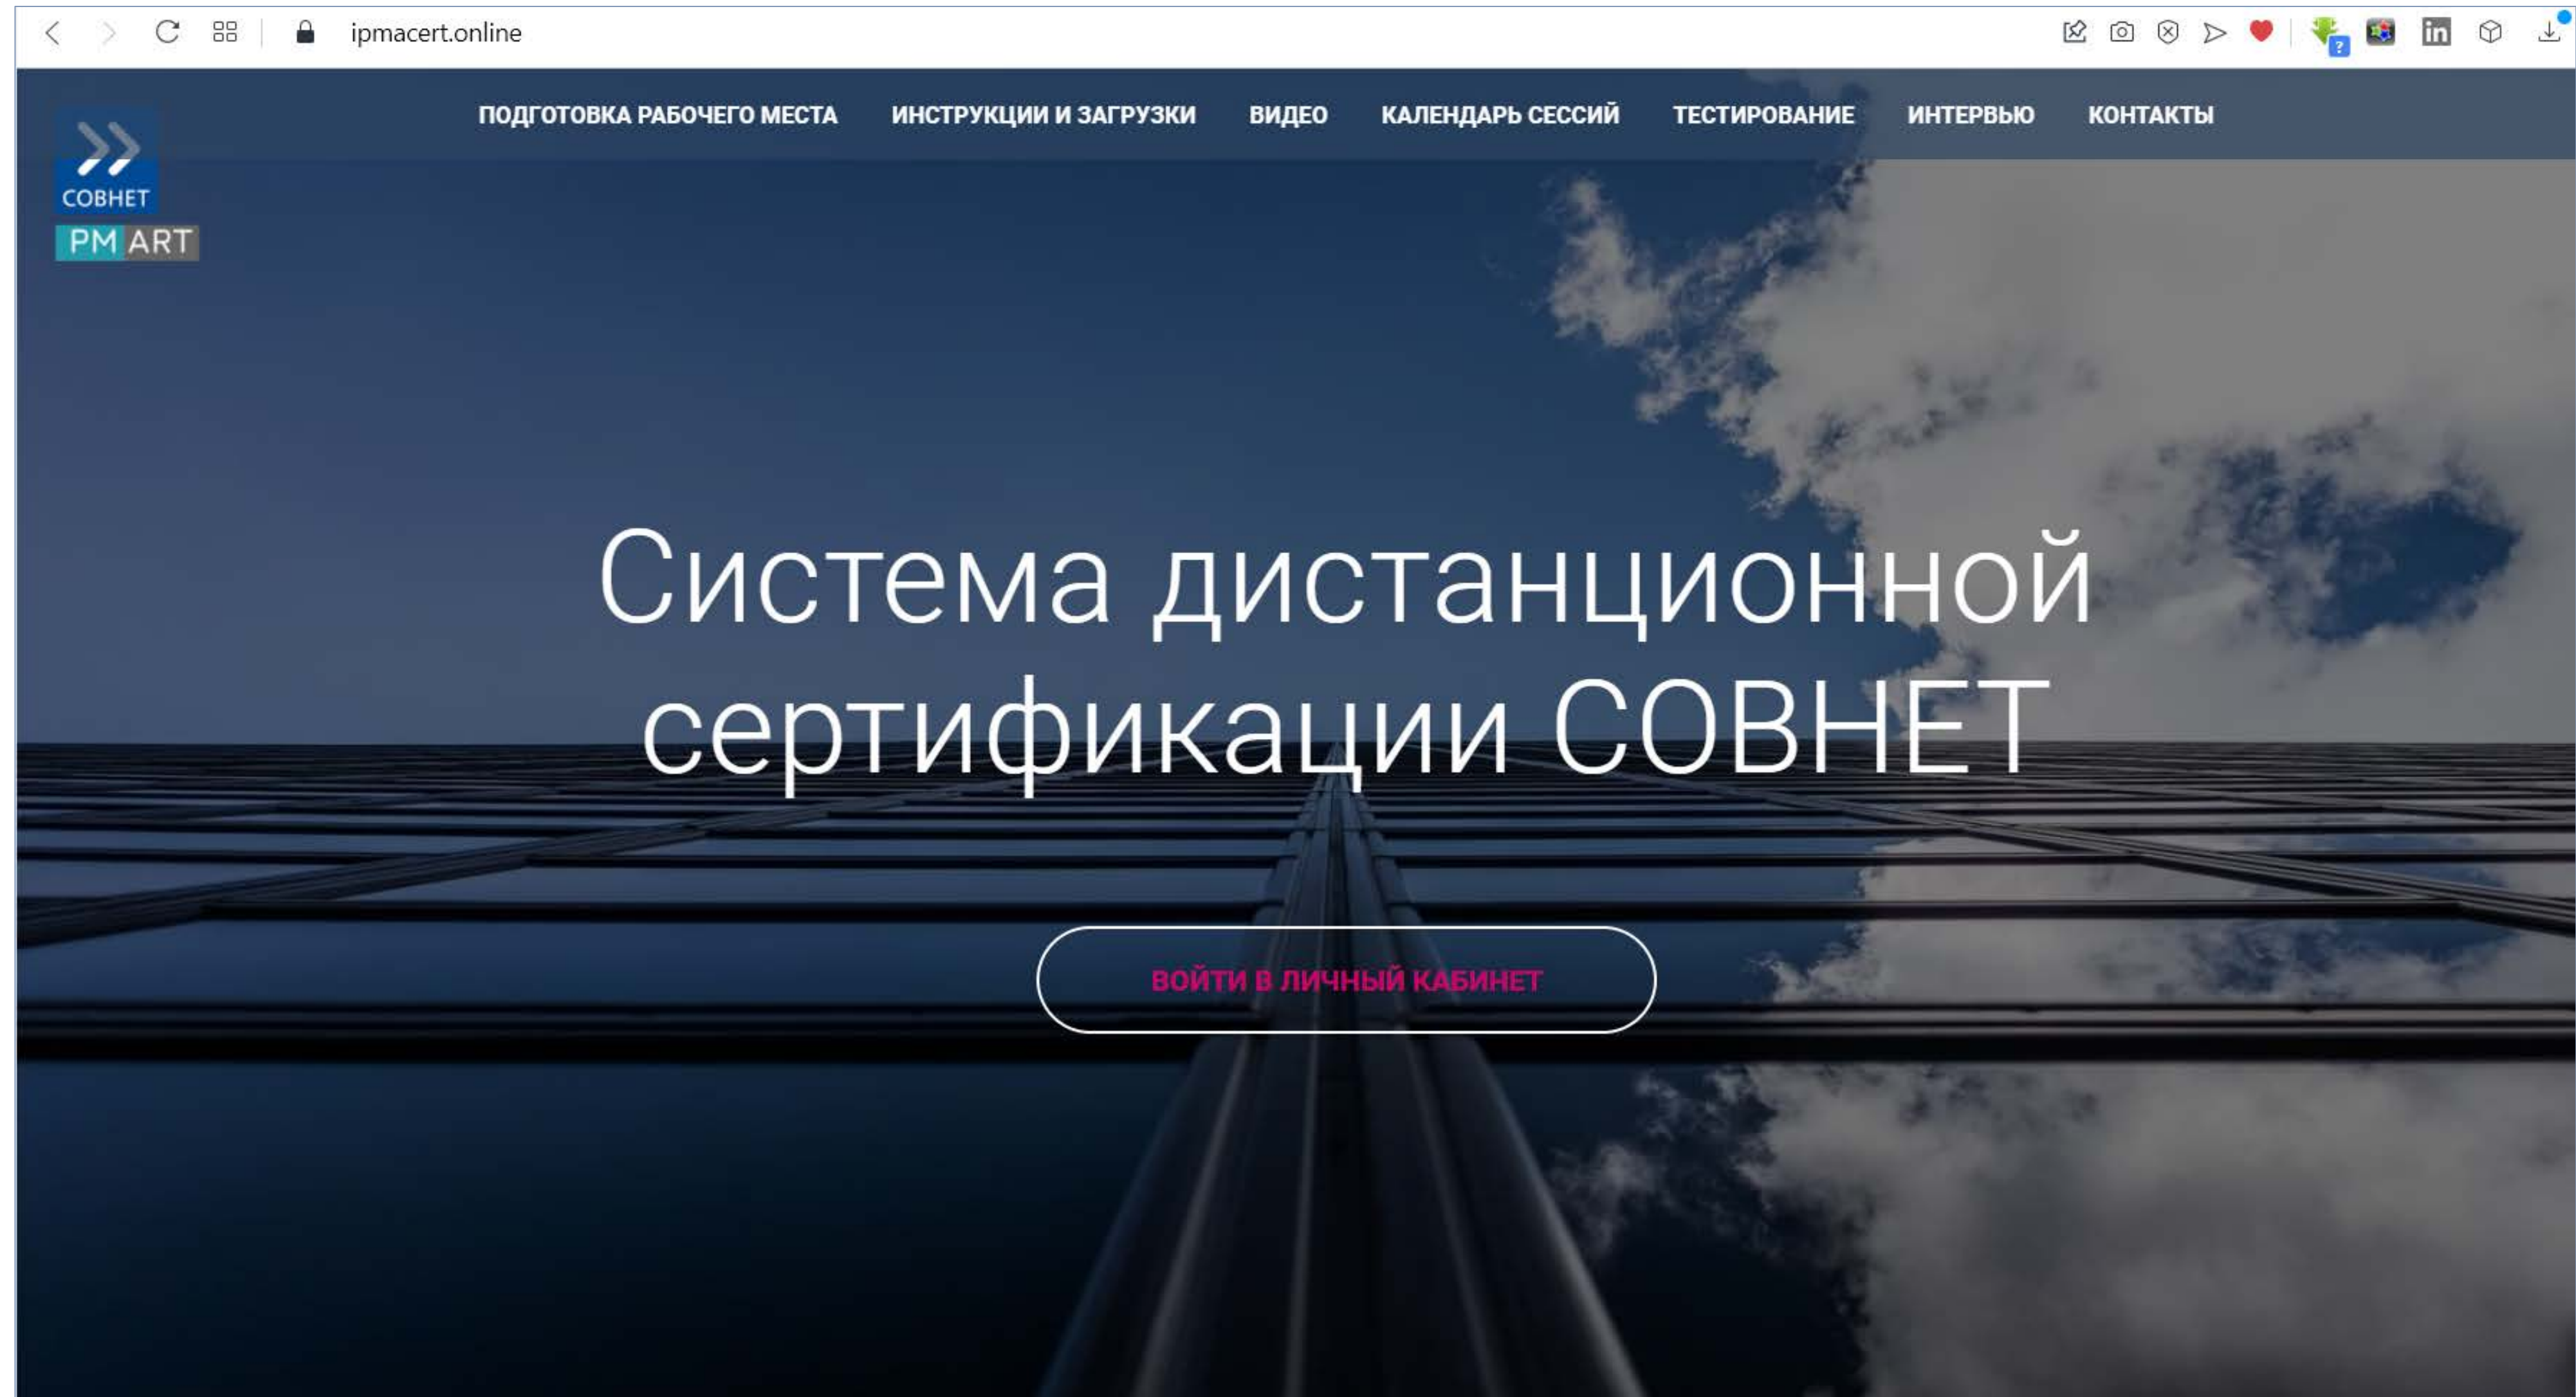 ipmacert.online
ПОДГОТОВКА РАБОЧЕГО МЕСТА ИНСТРУКЦИИ И ЗАГРУЗКИ ВИДЕО КАЛЕНДАРЬ СЕССИЙ ТЕСТИРОВАНИЕ ИНТЕРВЬЮ КОНТАКТЫ
СОВНЕТ
PM ART
Система дистанционной
сертификации СОВНЕТ
ВОЙТИ В ЛИЧНЫЙ КАБИНЕТ
?
in